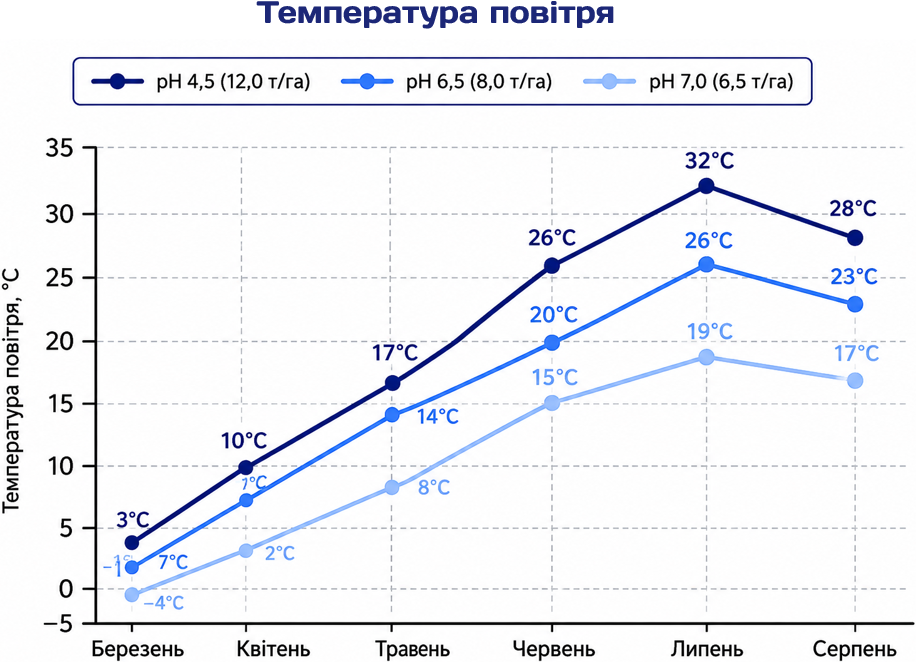 Температура повітря
pH 4,5 (12,0 т/га) pH 6,5 (8,0 т/га) pH 7,0 (6,5 т/га)
Температура повітря, °C
35
30
25
20
15
10
5
0
−5
32°C
28°C
26°C
26°C
23°C
20°C
19°C
17°C
17°C
15°C
14°C
10°C
8°C
7°C
3°C
2°C
7°C
−4°C
Березень Квітень Травень Червень Липень Серпень